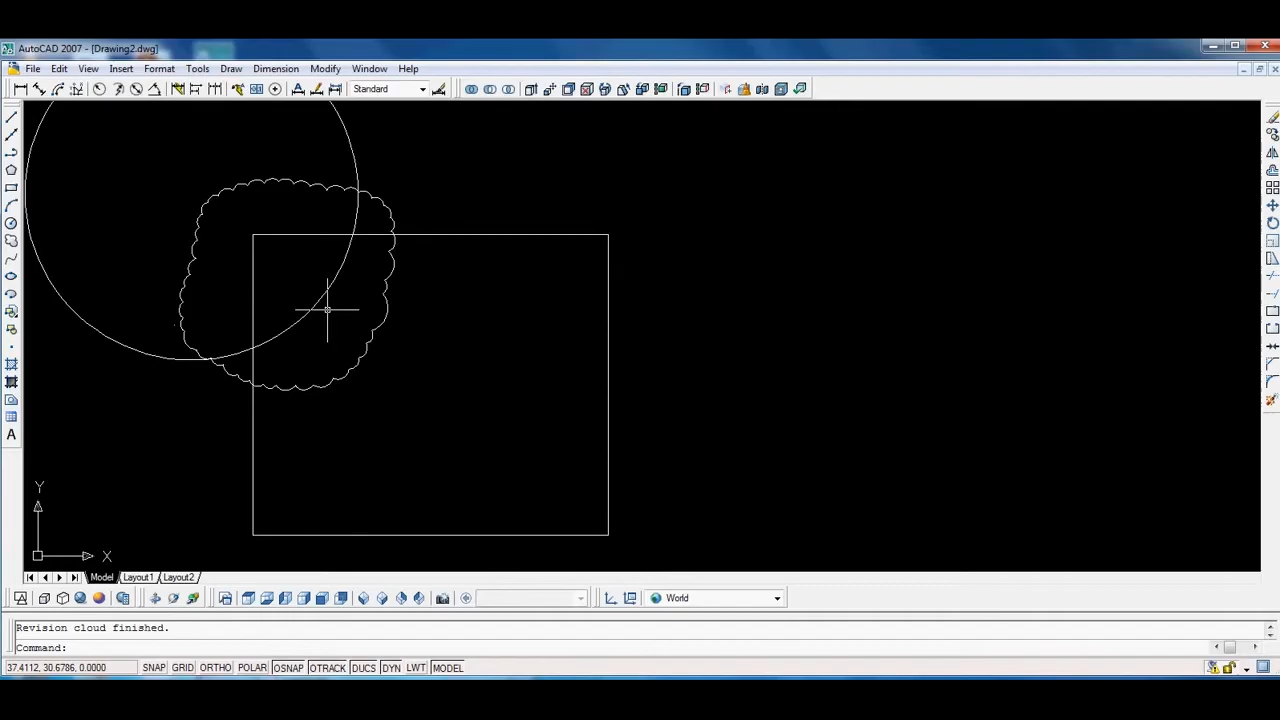 AutoCAD 2007 - [Drawing2.dwg]
File Edit View Insert Format Tools Draw Dimension Modify Window Help
Standard
A
Y
X
Model Layout1 Layout2
World
Revision cloud finished.
Command:
37.4112, 30.6786, 0.0000 SNAP GRID ORTHO POLAR OSNAP OTRACK DUCS DYN LWT MODEL